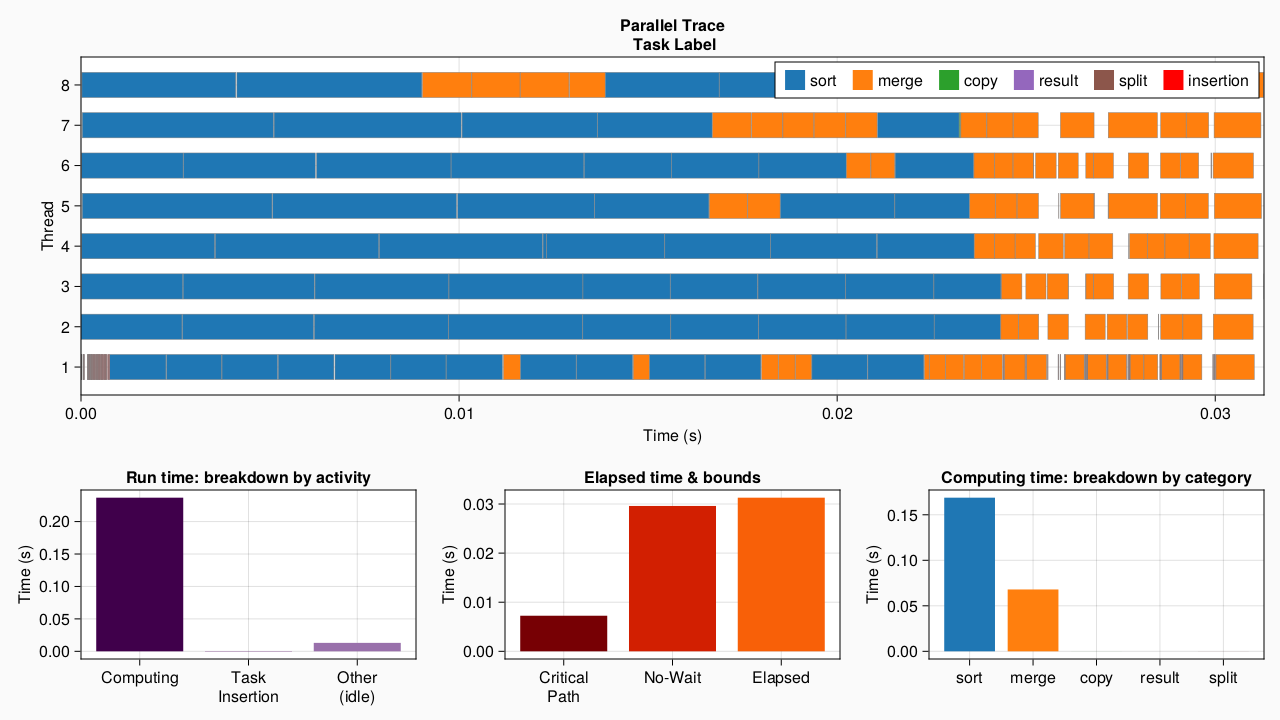 Parallel Trace
Task Label
sort merge copy result split insertion
8
7
6
5
4
3
2
1
Thread
0.00 0.01 0.02 0.03
Time (s)
Run time: breakdown by activity
0.20
0.15
0.10
0.05
0.00
Time (s)
Computing Task Insertion Other (idle)
Elapsed time & bounds
0.03
0.02
0.01
0.00
Time (s)
Critical Path No-Wait Elapsed
Computing time: breakdown by category
0.15
0.10
0.05
0.00
Time (s)
sort merge copy result split